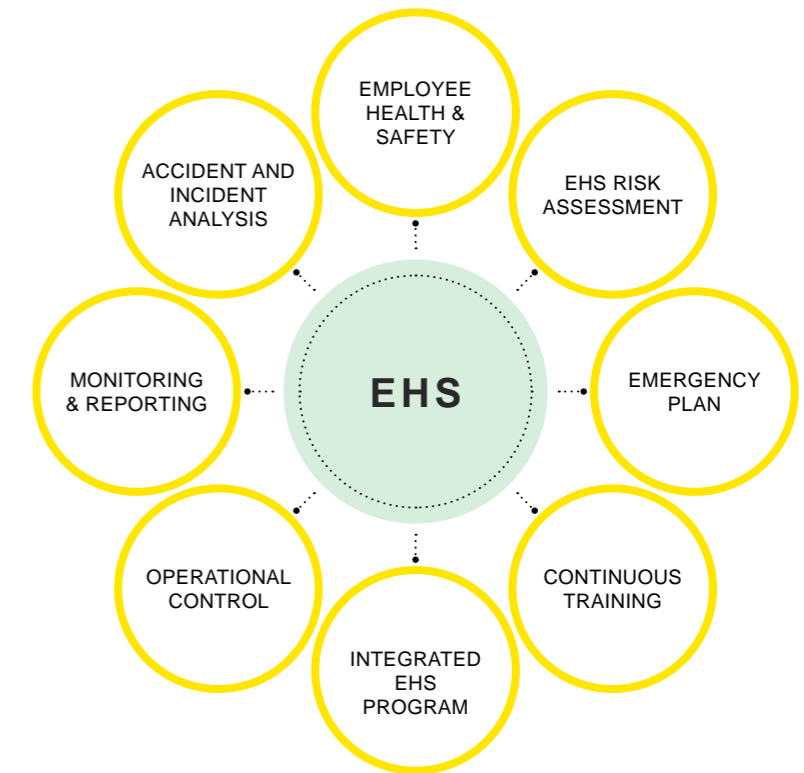 EMPLOYEE
HEALTH &
SAFETY
EHS RISK
ASSESSMENT
EMERGENCY
PLAN
CONTINUOUS
TRAINING
INTEGRATED
EHS
PROGRAM
OPERATIONAL
CONTROL
MONITORING
& REPORTING
ACCIDENT AND
INCIDENT
ANALYSIS
EHS